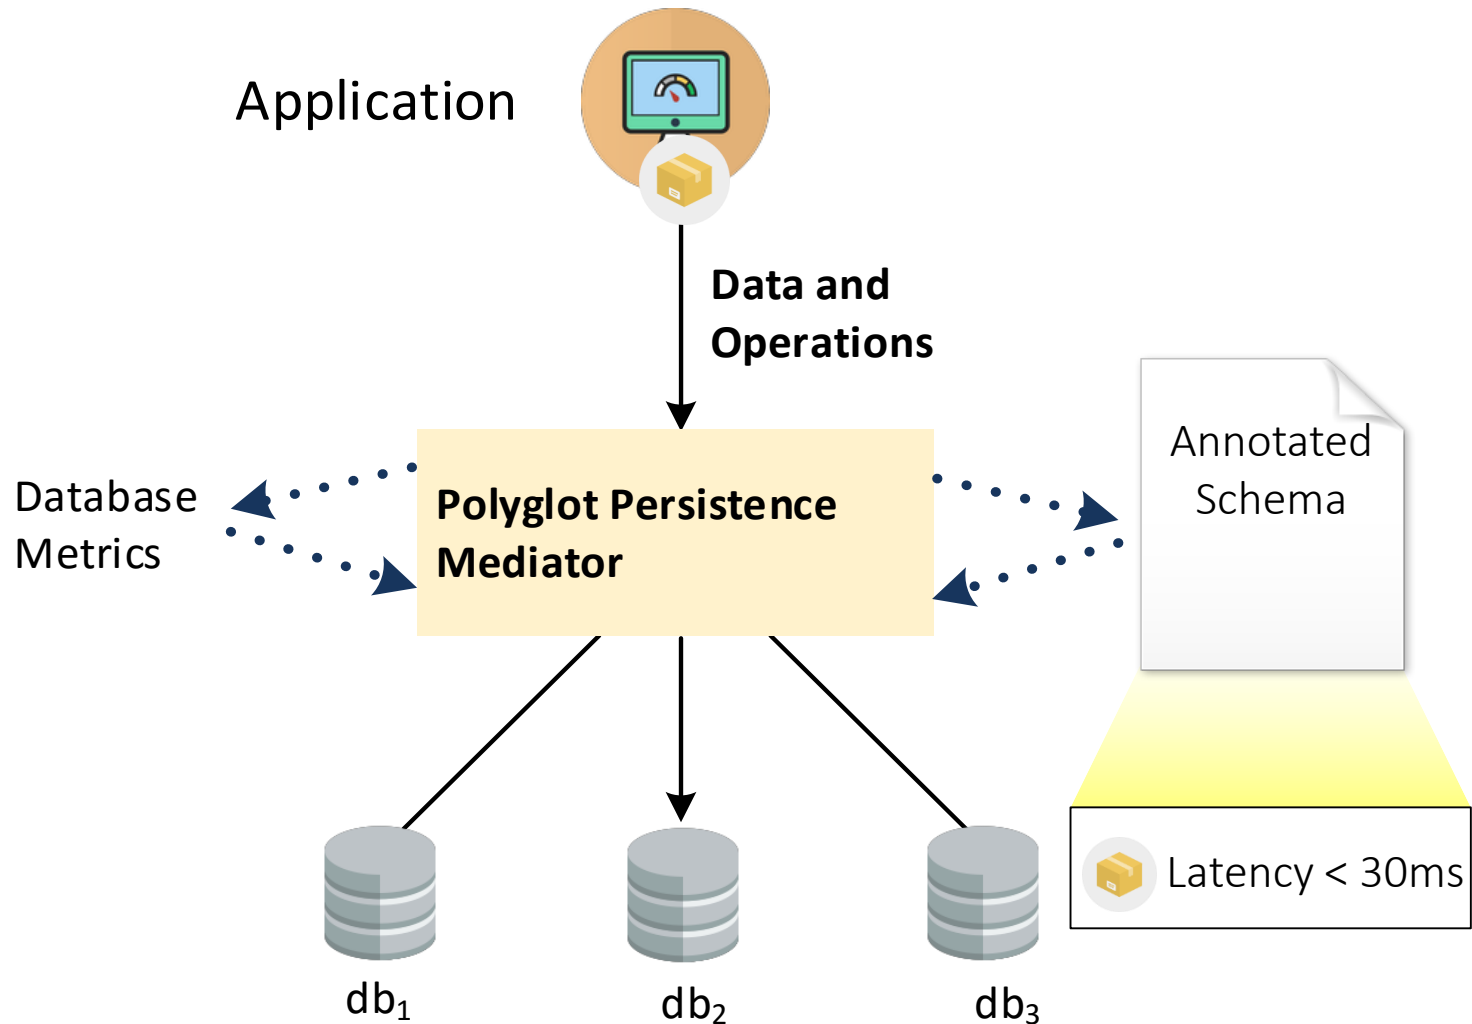 Application
Data and
Operations
Annotated
Schema
Database
Metrics
Polyglot Persistence
Mediator
Latency < 30ms
db₁
db₂
db₃